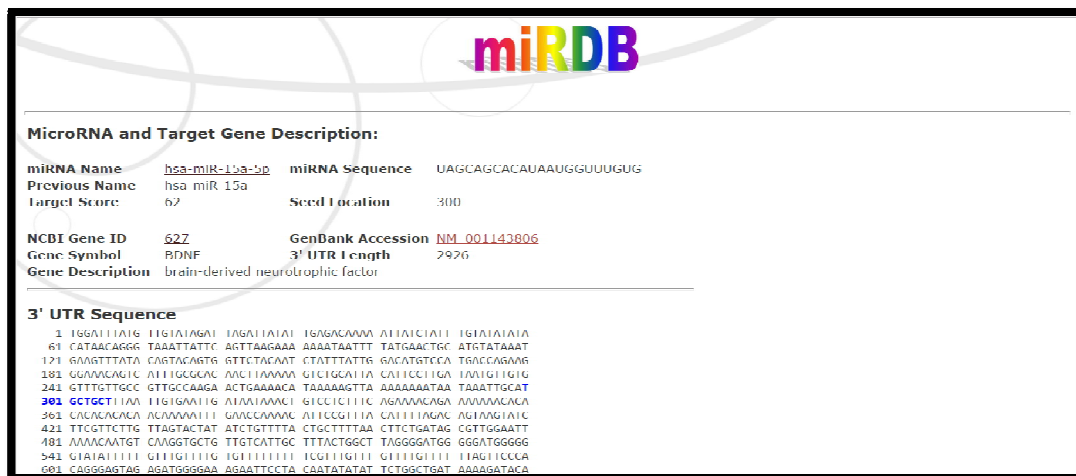 miRDB
MicroRNA and Target Gene Description:
miRNA Name hsa-miR-15a-5p miRNA Sequence UAGCAGCACAUAAUGGUUUGUG
Previous Name hsa miR 15a
Target Score 62 Seed Location 300
NCBI Gene ID 627 GenBank Accession NM_001143806
Gene Symbol BDNF 3' UTR Length 2926
Gene Description brain-derived neurotrophic factor
3' UTR Sequence
1 TGGATTTATG TTGTATAGAT TAGATTATAT TGAGACAAAA ATTATCTATT TGTATATATA
61 CATAACAGGG TAAATTATTC AGTTAAGAAA AAAATAATTT TATGAACTGC ATGTATAAAT
121 GAAGTTTATA CAGTACAGTG GTTCTACAAT CTATTTATTG GACATGTCCA TGACCAGAAG
181 GGAAACAGTC ATTTGCGCAC AACTTAAAAA GTCTGCATTA CATTCCTTGA TAATGTTGTG
241 GTTTGTTGCC GTTGCCAAGA ACTGAAAACA TAAAAAGTTA AAAAAAATAA TAAATTGCAT
301 GCTGCTTTAA TTGTGAATTG ATAATAAACT GTCCTCTTTC AGAAAACAGA AAAAAACACA
361 CACACACACA ACAAAAATTT GAACCAAAAC ATTCCGTTTA CATTTTAGAC AGTAAGTATC
421 TTCGTTCTTG TTAGTACTAT ATCTGTTTTA CTGCTTTTAA CTTCTGATAG CGTTGGAATT
481 AAAACAATGT CAAGGTGCTG TTGTCATTGC TTTACTGGCT TAGGGGATGG GGGATGGGGG
541 GTATATTTTT GTTTGTTTTG TGTTTTTTTT TCGTTTGTTT GTTTTGTTTT TTAGTTCCCA
601 CAGGGAGTAG AGATGGGGAA AGAATTCCTA CAATATATAT TCTGGCTGAT AAAAGATACA